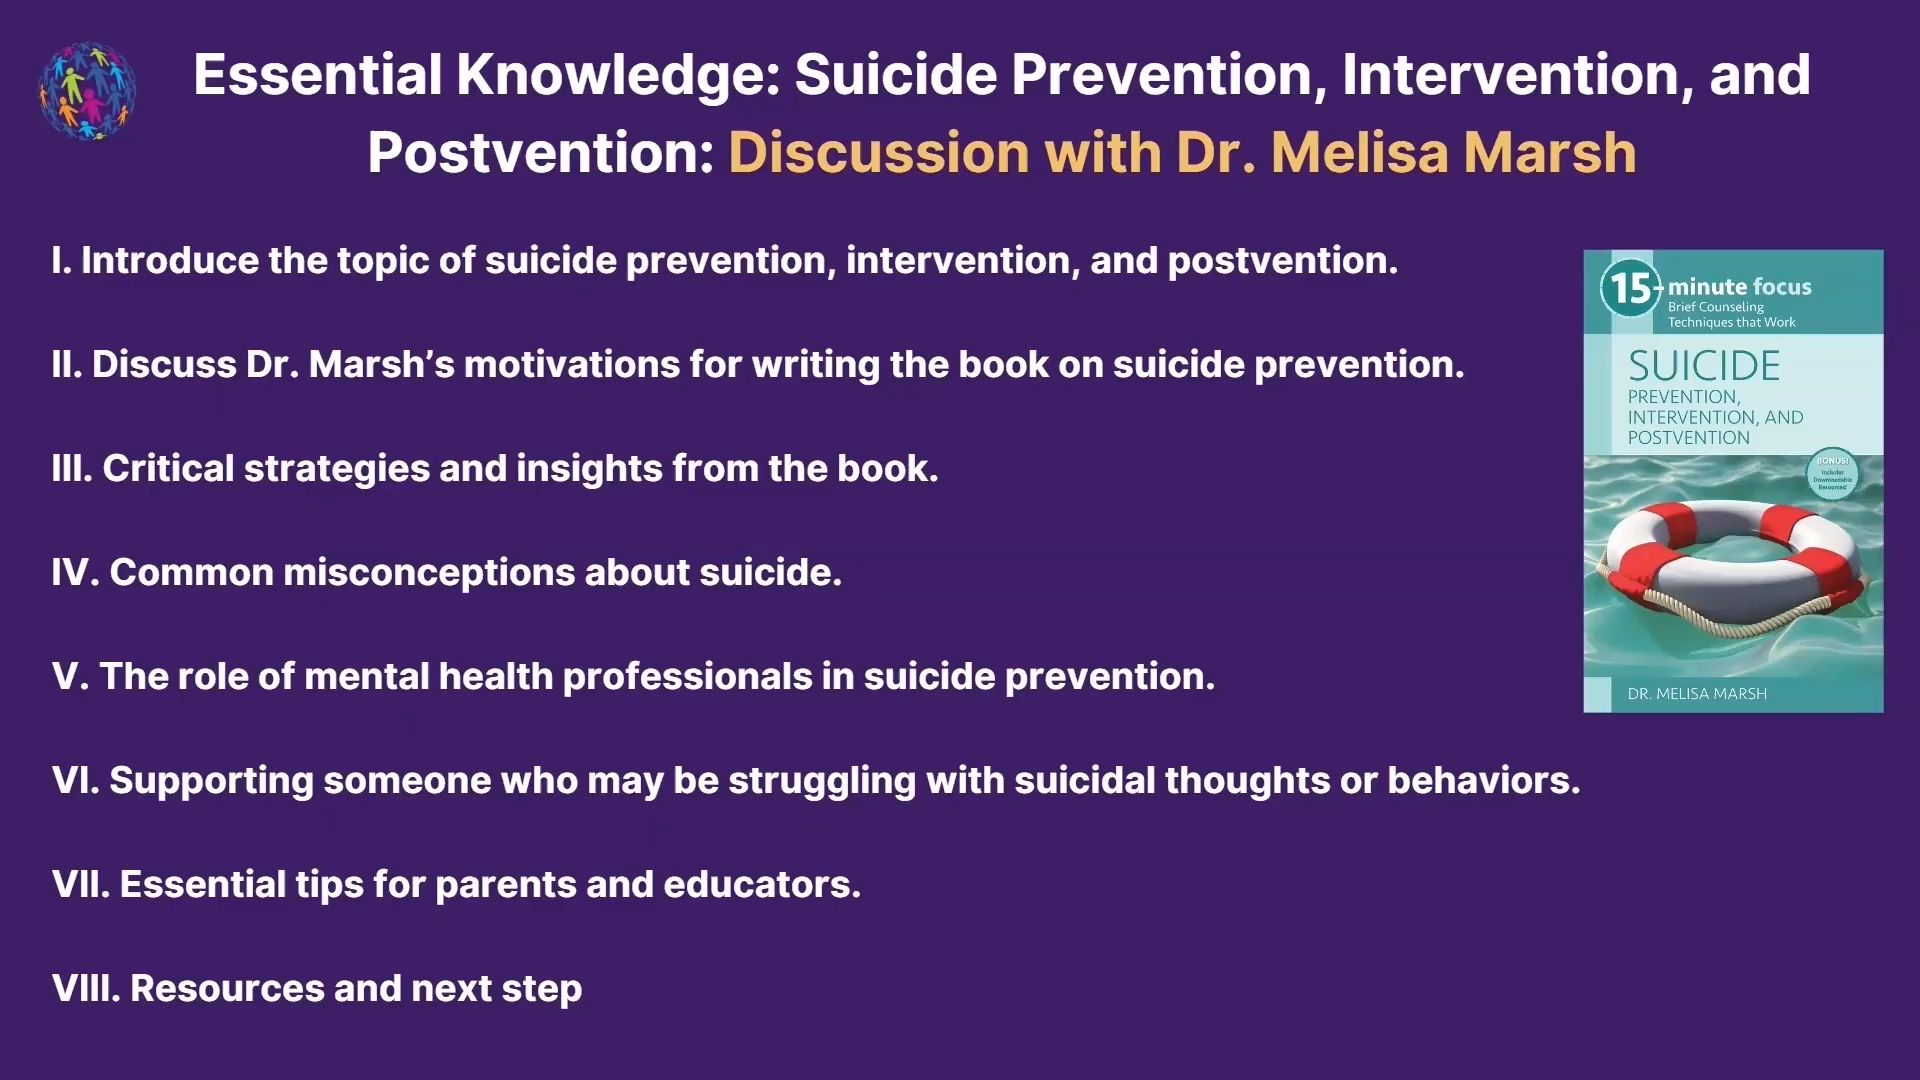 Essential Knowledge: Suicide Prevention, Intervention, and
Postvention: Discussion with Dr. Melisa Marsh
I. Introduce the topic of suicide prevention, intervention, and postvention.
II. Discuss Dr. Marsh’s motivations for writing the book on suicide prevention.
III. Critical strategies and insights from the book.
IV. Common misconceptions about suicide.
V. The role of mental health professionals in suicide prevention.
VI. Supporting someone who may be struggling with suicidal thoughts or behaviors.
VII. Essential tips for parents and educators.
VIII. Resources and next step
15-minute focus
Brief Counseling
Techniques that Work
SUICIDE
PREVENTION,
INTERVENTION, AND
POSTVENTION
BONUS!
Includes
Downloadable
Resources!
DR. MELISA MARSH